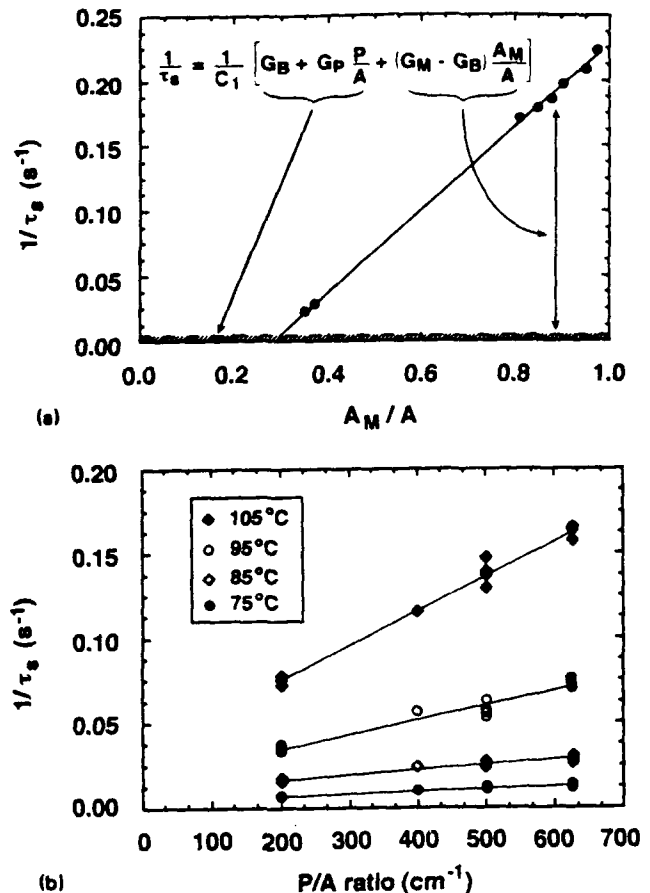 0.25
1/τs = 1/C1 [GB + GP P/A + (GM - GB) AM/A]
0.20
0.15
0.10
0.05
0.00
1/τs (s-1)
0.0 0.2 0.4 0.6 0.8 1.0
(a)
AM / A
0.20
105°C
95°C
85°C
75°C
0.15
0.10
0.05
0.00
1/τs (s-1)
0 100 200 300 400 500 600 700
(b)
P/A ratio (cm-1)